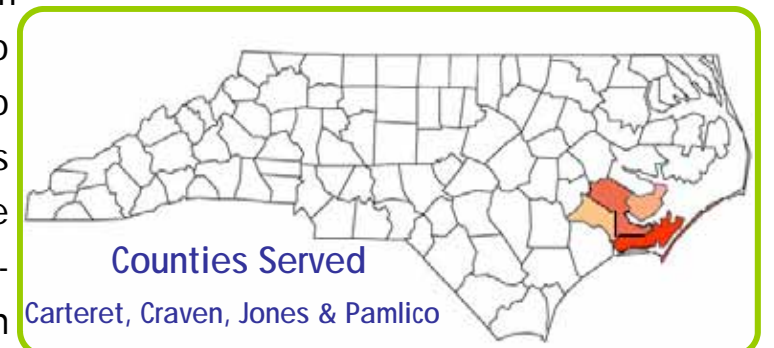 n
o
o
s
e
-
n
Counties Served
Carteret, Craven, Jones & Pamlico